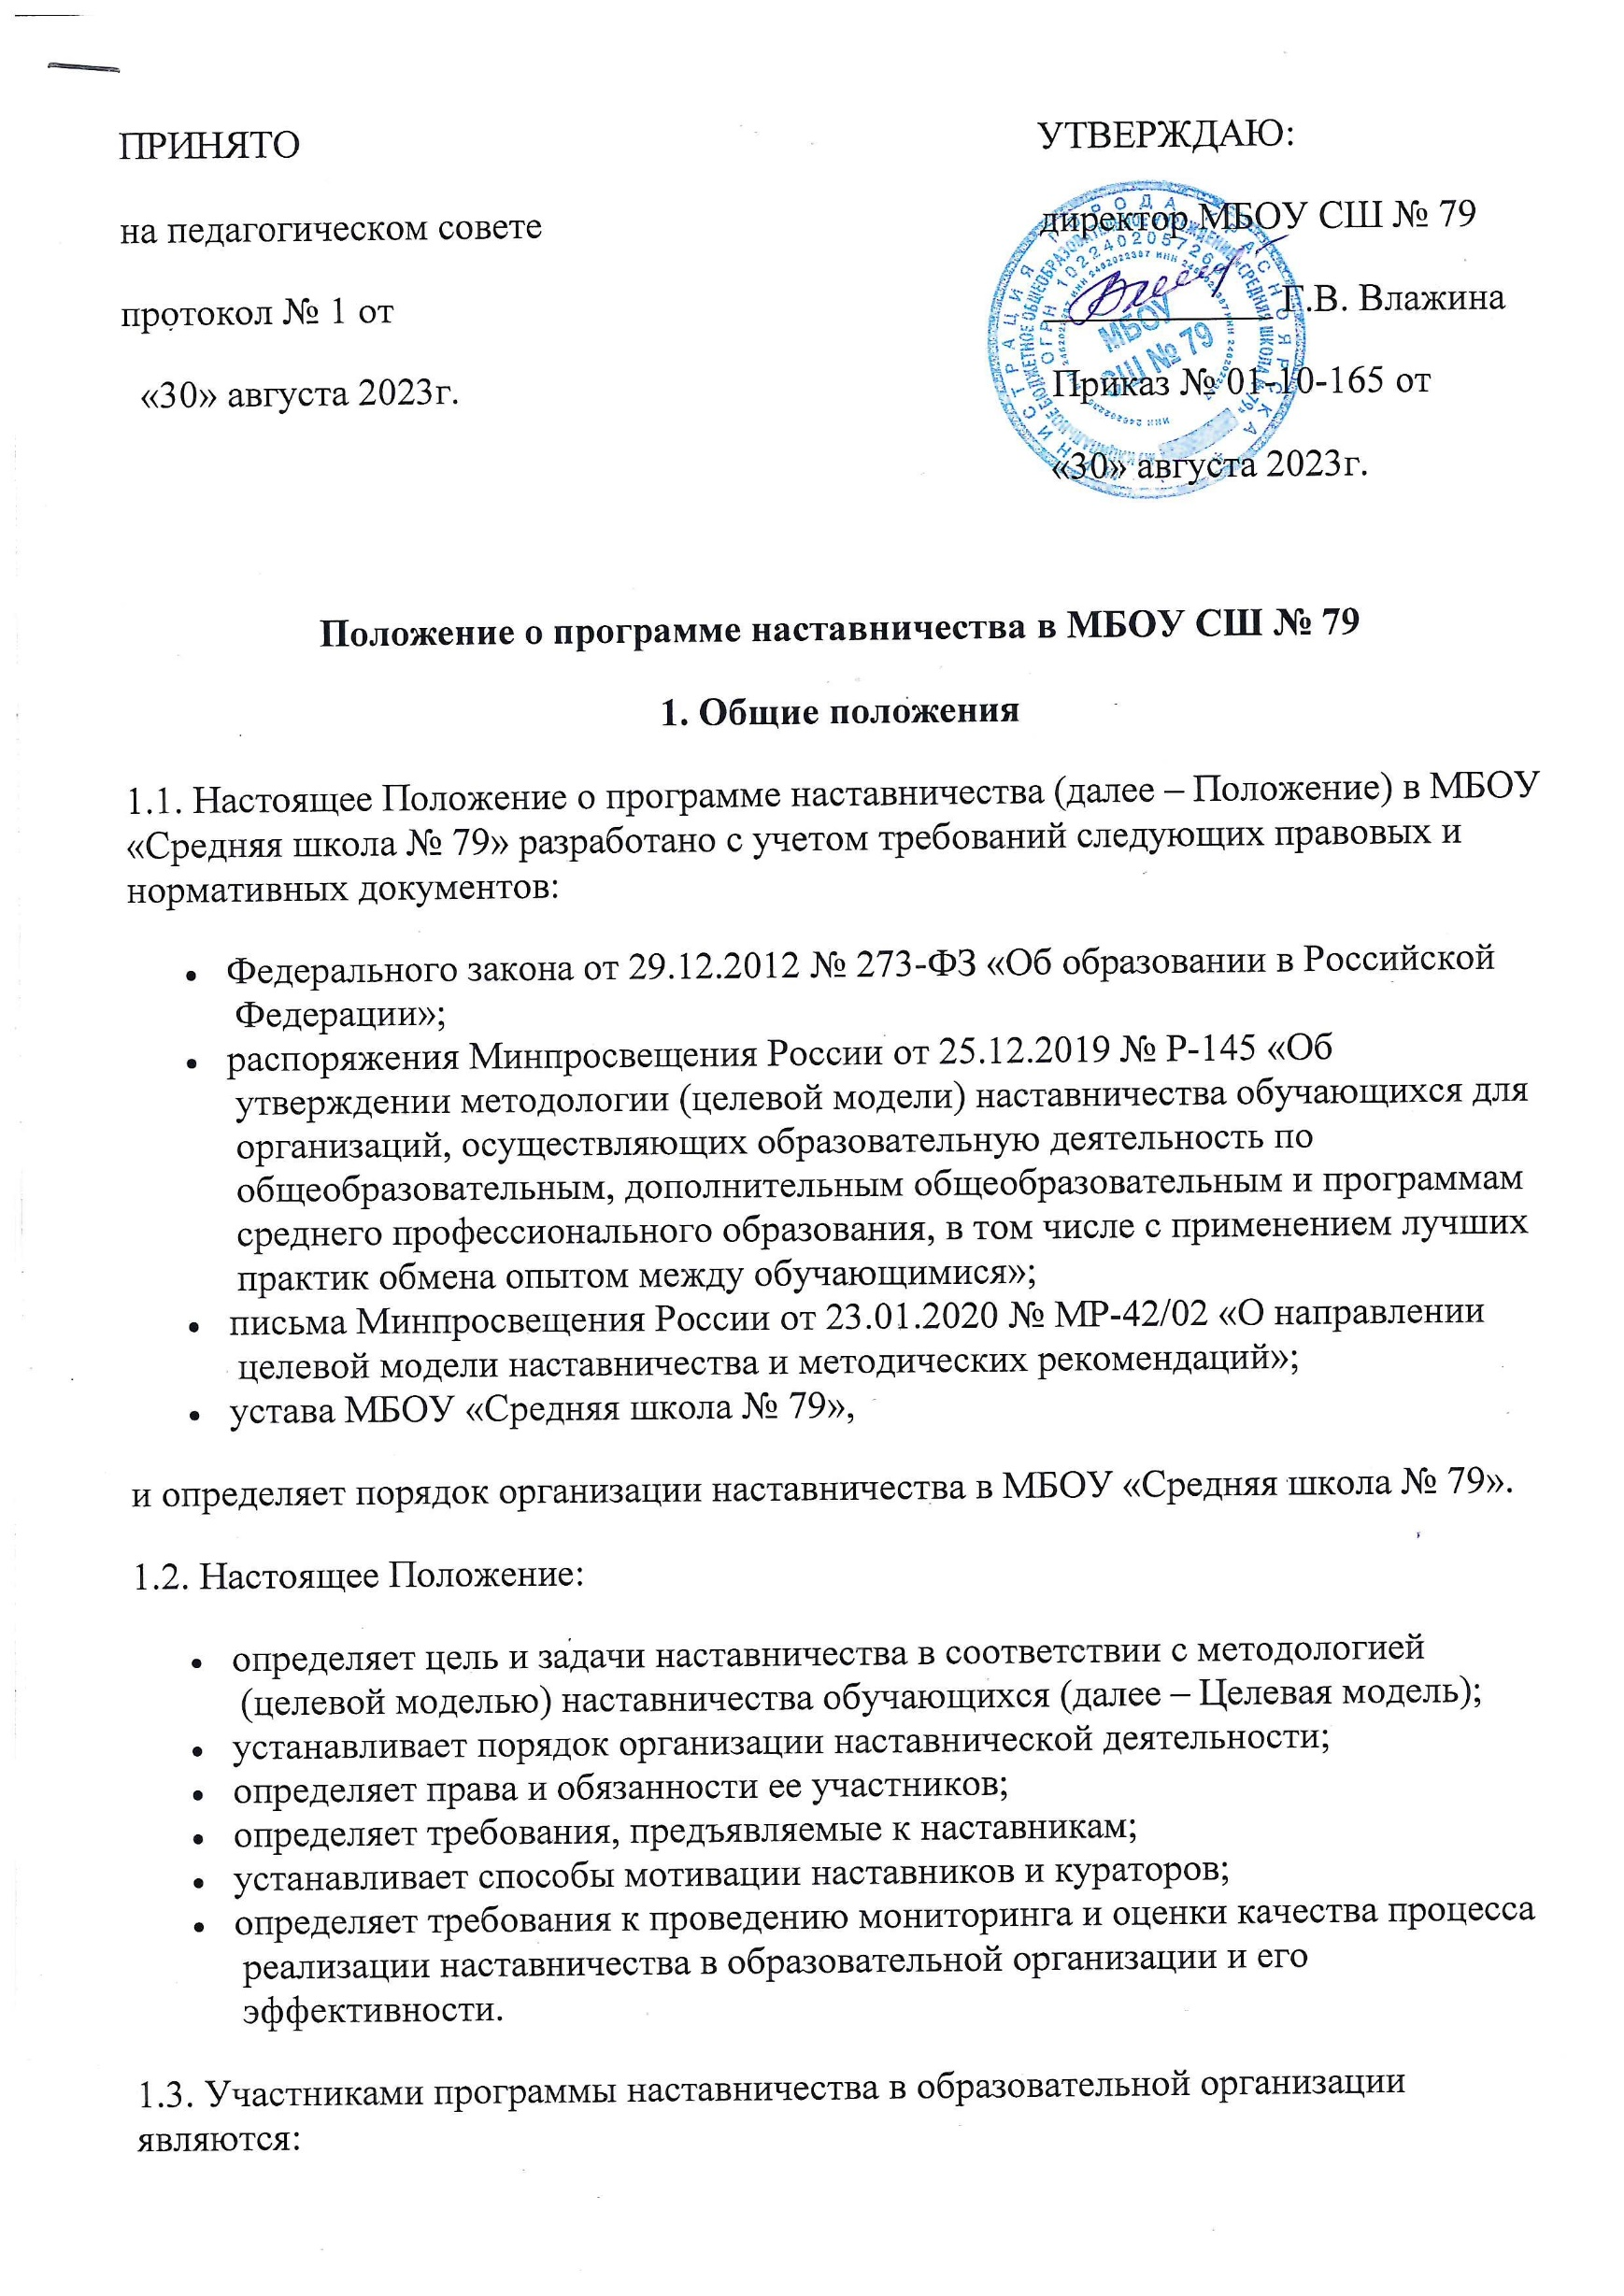 ПРИНЯТО
на педагогическом совете
протокол № 1 от
«30» августа 2023г.
УТВЕРЖДАЮ:
директор МБОУ СШ № 79
Г.В. Влажина
Приказ № 01-10-165 от
«30» августа 2023г.
МБОУ
СШ № 79
Положение о программе наставничества в МБОУ СШ № 79
1. Общие положения
1.1. Настоящее Положение о программе наставничества (далее – Положение) в МБОУ
«Средняя школа № 79» разработано с учетом требований следующих правовых и
нормативных документов:
• Федерального закона от 29.12.2012 № 273-ФЗ «Об образовании в Российской
Федерации»;
• распоряжения Минпросвещения России от 25.12.2019 № Р-145 «Об
утверждении методологии (целевой модели) наставничества обучающихся для
организаций, осуществляющих образовательную деятельность по
общеобразовательным, дополнительным общеобразовательным и программам
среднего профессионального образования, в том числе с применением лучших
практик обмена опытом между обучающимися»;
• письма Минпросвещения России от 23.01.2020 № МР-42/02 «О направлении
целевой модели наставничества и методических рекомендаций»;
• устава МБОУ «Средняя школа № 79»,
и определяет порядок организации наставничества в МБОУ «Средняя школа № 79».
1.2. Настоящее Положение:
• определяет цель и задачи наставничества в соответствии с методологией
(целевой моделью) наставничества обучающихся (далее – Целевая модель);
• устанавливает порядок организации наставнической деятельности;
• определяет права и обязанности ее участников;
• определяет требования, предъявляемые к наставникам;
• устанавливает способы мотивации наставников и кураторов;
• определяет требования к проведению мониторинга и оценки качества процесса
реализации наставничества в образовательной организации и его
эффективности.
1.3. Участниками программы наставничества в образовательной организации
являются: